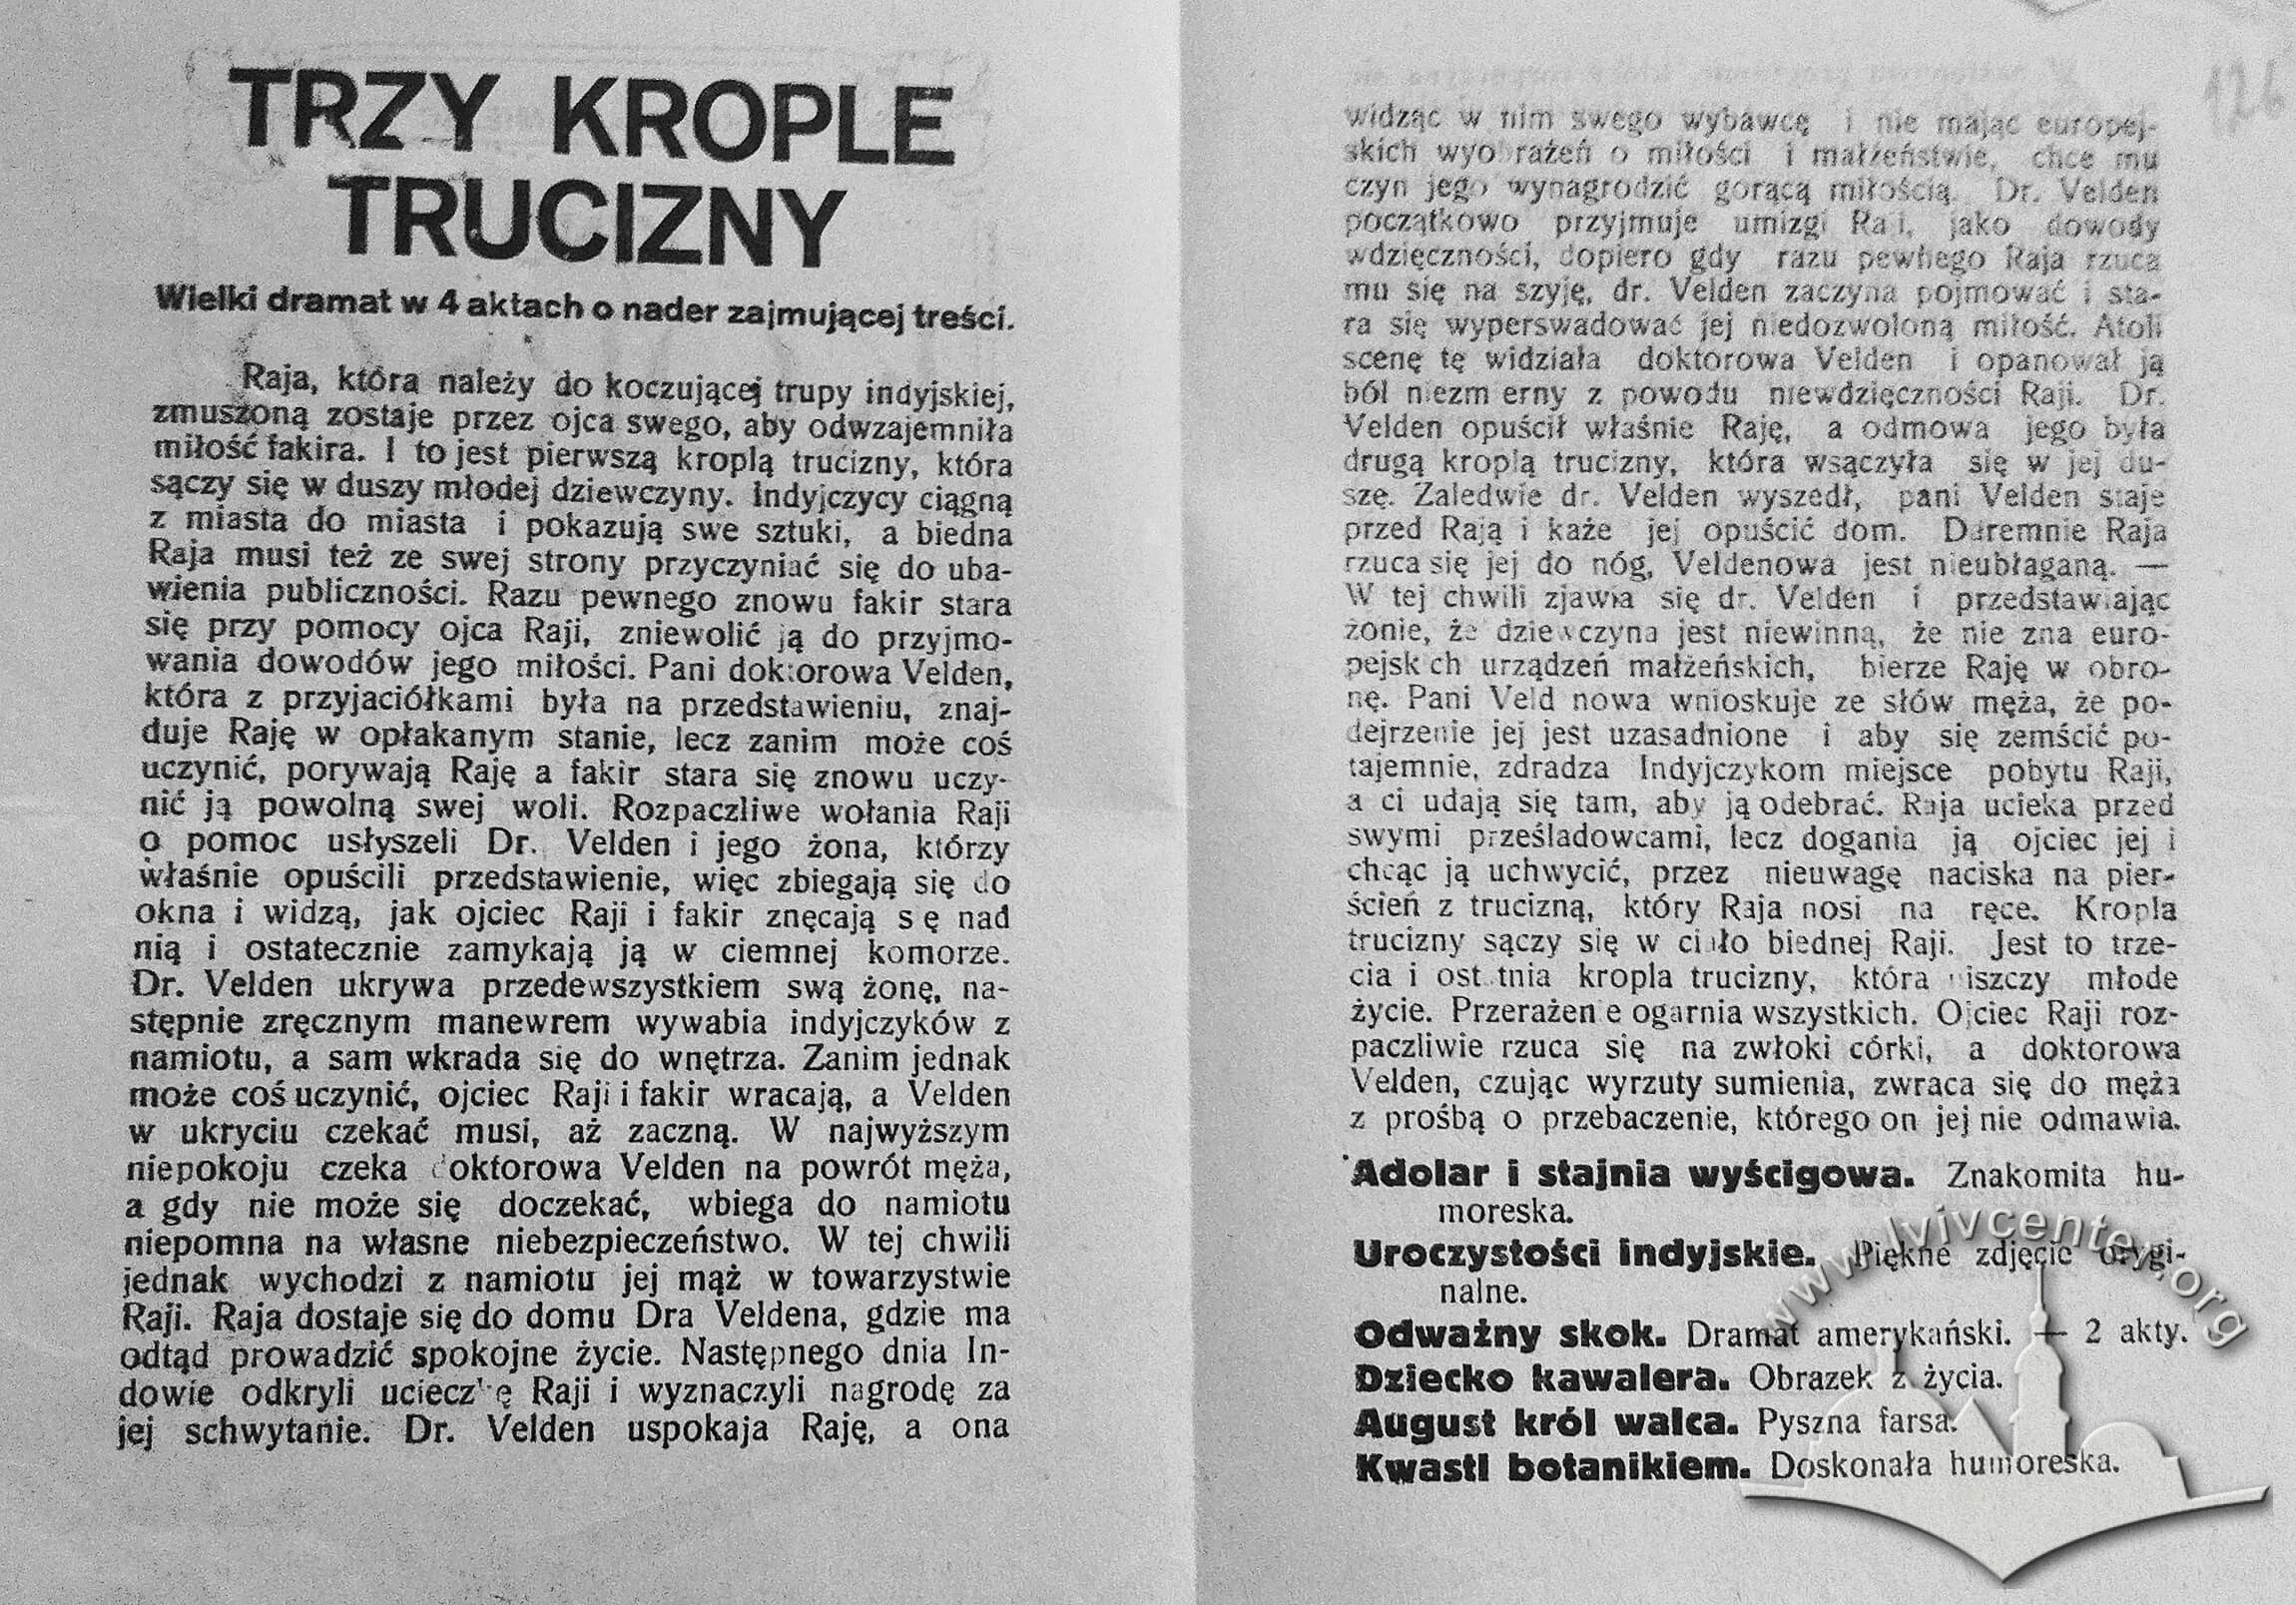 TRZY KROPLE
TRUCIZNY
Wielki dramat w 4 aktach o nader zajmującej treści.
Raja, która należy do koczującej trupy indyjskiej,
zmuszoną zostaje przez ojca swego, aby odwzajemniła
miłość fakira. I to jest pierwszą kroplą trucizny, która
sączy się w duszy młodej dziewczyny. Indyjczycy ciągną
z miasta do miasta i pokazują swe sztuki, a biedna
Raja musi też ze swej strony przyczyniać się do uba-
wienia publiczności. Razu pewnego znowu fakir stara
się przy pomocy ojca Raji, zniewolić ją do przyjmo-
wania dowodów jego miłości. Pani doktorowa Velden,
która z przyjaciółkami była na przedstawieniu, znaj-
duje Raję w opłakanym stanie, lecz zanim może coś
uczynić, porywają Raję a fakir stara się znowu uczy-
nić ją powolną swej woli. Rozpaczliwe wołania Raji
o pomoc usłyszeli Dr. Velden i jego żona, którzy
właśnie opuścili przedstawienie, więc zbiegają się do
okna i widzą, jak ojciec Raji i fakir znęcają s ę nad
nią i ostatecznie zamykają ją w ciemnej komorze.
Dr. Velden ukrywa przedewszystkiem swą żonę, na-
stępnie zręcznym manewrem wywabia indyjczyków z
namiotu, a sam wkrada się do wnętrza. Zanim jednak
może coś uczynić, ojciec Raji i fakir wracają, a Velden
w ukryciu czekać musi, aż zaczną. W najwyższym
niepokoju czeka doktorowa Velden na powrót męża,
a gdy nie może się doczekać, wbiega do namiotu
niepomna na własne niebezpieczeństwo. W tej chwili
jednak wychodzi z namiotu jej mąż w towarzystwie
Raji. Raja dostaje się do domu Dra Veldena, gdzie ma
odtąd prowadzić spokojne życie. Następnego dnia In-
dowie odkryli ucieczkę Raji i wyznaczyli nagrodę za
jej schwytanie. Dr. Velden uspokaja Raję, a ona
126
widząc w nim swego wybawcę i nie mając europej-
skich wyobrażeń o miłości i małżeństwie, chce mu
czyn jego wynagrodzić gorącą miłością. Dr. Velden
początkowo przyjmuje umizgi Raji, jako dowody
wdzięczności, dopiero gdy razu pewnego Raja rzuca
mu się na szyję, dr. Velden zaczyna pojmować i sta-
ra się wyperswadować jej niedozwoloną miłość. Atoli
scenę tę widziała doktorowa Velden i opanował ją
ból niezm erny z powodu niewdzięczności Raji. Dr.
Velden opuścił właśnie Raję, a odmowa jego była
drugą kroplą trucizny, która wsączyła się w jej du-
szę. Zaledwie dr. Velden wyszedł, pani Velden staje
przed Rają i każe jej opuścić dom. Daremnie Raja
rzuca się jej do nóg, Veldenowa jest nieubłaganą. —
W tej chwili zjawia się dr. Velden i przedstawiając
żonie, że dziewczyna jest niewinną, że nie zna euro-
pejsk ch urządzeń małżeńskich, bierze Raję w obro-
nę. Pani Veld nowa wnioskuje ze słów męża, że po-
dejrzenie jej jest uzasadnione i aby się zemścić po-
tajemnie, zdradza Indyjczykom miejsce pobytu Raji,
a ci udają się tam, aby ją odebrać. Raja ucieka przed
swymi prześladowcami, lecz dogania ją ojciec jej i
chcąc ją uchwycić, przez nieuwagę naciska na pier-
ścień z trucizną, który Raja nosi na ręce. Kropla
trucizny sączy się w ciało biednej Raji. Jest to trze-
cia i ost tnia kropla trucizny, która niszczy młode
życie. Przerażen e ogarnia wszystkich. Ojciec Raji roz-
paczliwie rzuca się na zwłoki córki, a doktorowa
Velden, czując wyrzuty sumienia, zwraca się do męża
z prośbą o przebaczenie, którego on jej nie odmawia.
Adolar i stajnia wyścigowa. Znakomita hu-
moreska.
Uroczystości indyjskie. Piękne zdjęcie orygi-
nalne.
Odważny skok. Dramat amerykański. — 2 akty.
Dziecko kawalera. Obrazek z życia.
August król walca. Pyszna farsa.
Kwastl botanikiem. Doskonała humoreska.
www.lvivcenter.org